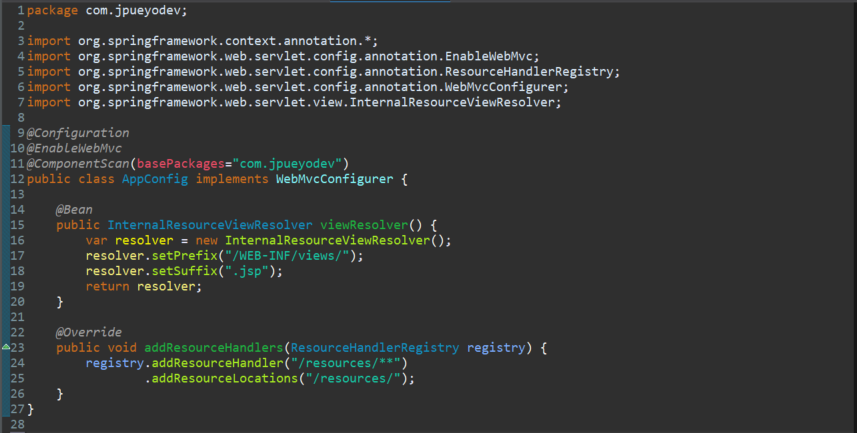 1 package com.jpueyodev;
2
3 import org.springframework.context.annotation.*;
4 import org.springframework.web.servlet.config.annotation.EnableWebMvc;
5 import org.springframework.web.servlet.config.annotation.ResourceHandlerRegistry;
6 import org.springframework.web.servlet.config.annotation.WebMvcConfigurer;
7 import org.springframework.web.servlet.view.InternalResourceViewResolver;
8
9 @Configuration
10 @EnableWebMvc
11 @ComponentScan(basePackages="com.jpueyodev")
12 public class AppConfig implements WebMvcConfigurer {
13
14     @Bean
15     public InternalResourceViewResolver viewResolver() {
16         var resolver = new InternalResourceViewResolver();
17         resolver.setPrefix("/WEB-INF/views/");
18         resolver.setSuffix(".jsp");
19         return resolver;
20     }
21
22     @Override
23     public void addResourceHandlers(ResourceHandlerRegistry registry) {
24         registry.addResourceHandler("/resources/**")
25                 .addResourceLocations("/resources/");
26     }
27 }
28